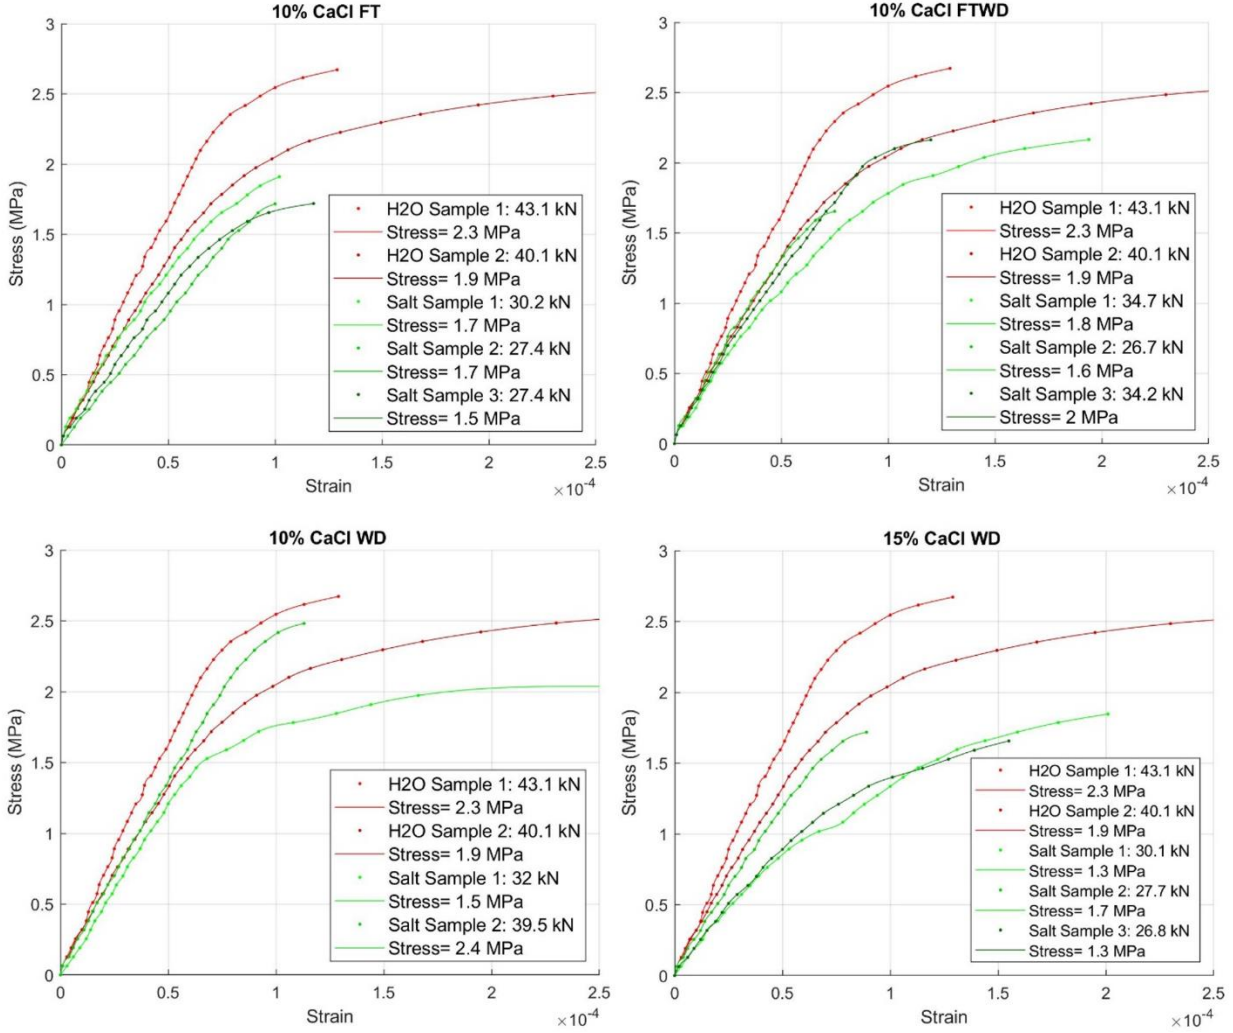 10% CaCl FT
3
2.5
2
1.5
1
0.5
0
Stress (MPa)
H2O Sample 1: 43.1 kN
Stress= 2.3 MPa
H2O Sample 2: 40.1 kN
Stress= 1.9 MPa
Salt Sample 1: 30.2 kN
Stress= 1.7 MPa
Salt Sample 2: 27.4 kN
Stress= 1.7 MPa
Salt Sample 3: 27.4 kN
Stress= 1.5 MPa
0 0.5 1 1.5 2 2.5
Strain
×10-4
10% CaCl FTWD
3
2.5
2
1.5
1
0.5
0
Stress (MPa)
H2O Sample 1: 43.1 kN
Stress= 2.3 MPa
H2O Sample 2: 40.1 kN
Stress= 1.9 MPa
Salt Sample 1: 34.7 kN
Stress= 1.8 MPa
Salt Sample 2: 26.7 kN
Stress= 1.6 MPa
Salt Sample 3: 34.2 kN
Stress= 2 MPa
0 0.5 1 1.5 2 2.5
Strain
×10-4
10% CaCl WD
3
2.5
2
1.5
1
0.5
0
Stress (MPa)
H2O Sample 1: 43.1 kN
Stress= 2.3 MPa
H2O Sample 2: 40.1 kN
Stress= 1.9 MPa
Salt Sample 1: 32 kN
Stress= 1.5 MPa
Salt Sample 2: 39.5 kN
Stress= 2.4 MPa
0 0.5 1 1.5 2 2.5
Strain
×10-4
15% CaCl WD
3
2.5
2
1.5
1
0.5
0
Stress (MPa)
H2O Sample 1: 43.1 kN
Stress= 2.3 MPa
H2O Sample 2: 40.1 kN
Stress= 1.9 MPa
Salt Sample 1: 30.1 kN
Stress= 1.3 MPa
Salt Sample 2: 27.7 kN
Stress= 1.7 MPa
Salt Sample 3: 26.8 kN
Stress= 1.3 MPa
0 0.5 1 1.5 2 2.5
Strain
×10-4